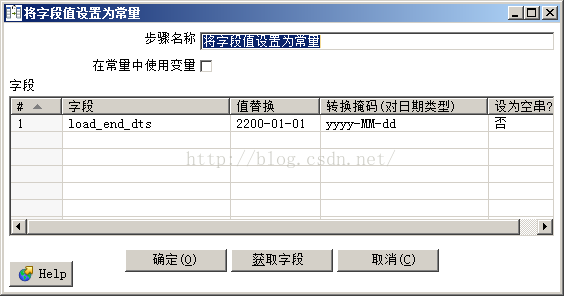 将字段值设置为常量
步骤名称 将字段值设置为常量
在常量中使用变量
字段
# 字段 值替换 转换掩码(对日期类型) 设为空串?
1 load_end_dts 2200-01-01 yyyy-MM-dd 否
http://blog.csdn.net/
确定(O) 获取字段 取消(C)
Help